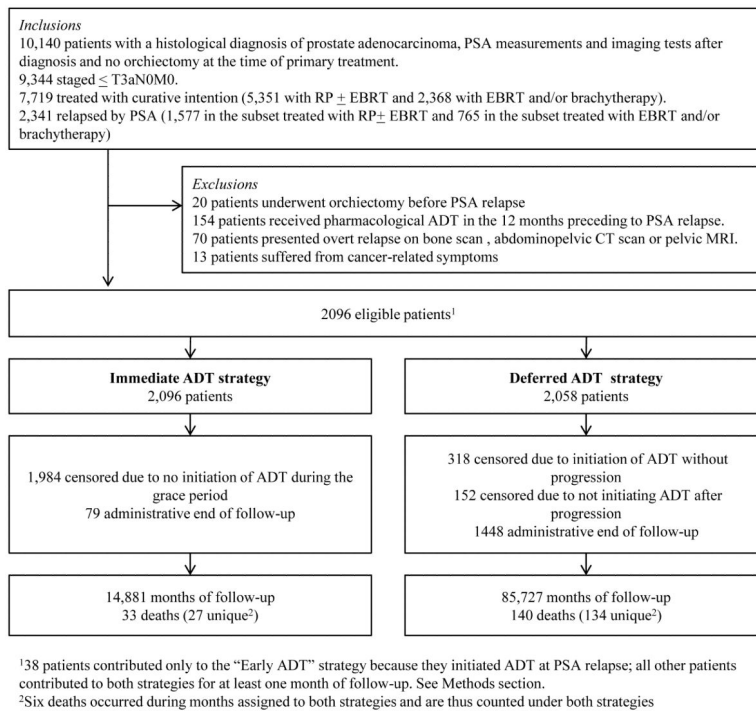 Inclusions
10,140 patients with a histological diagnosis of prostate adenocarcinoma, PSA measurements and imaging tests after
diagnosis and no orchiectomy at the time of primary treatment.
9,344 staged ≤ T3aN0M0.
7,719 treated with curative intention (5,351 with RP ± EBRT and 2,368 with EBRT and/or brachytherapy).
2,341 relapsed by PSA (1,577 in the subset treated with RP± EBRT and 765 in the subset treated with EBRT and/or
brachytherapy)
Exclusions
20 patients underwent orchiectomy before PSA relapse
154 patients received pharmacological ADT in the 12 months preceding to PSA relapse.
70 patients presented overt relapse on bone scan , abdominopelvic CT scan or pelvic MRI.
13 patients suffered from cancer-related symptoms
2096 eligible patients¹
Immediate ADT strategy
2,096 patients
Deferred ADT strategy
2,058 patients
1,984 censored due to no initiation of ADT during the
grace period
79 administrative end of follow-up
318 censored due to initiation of ADT without
progression
152 censored due to not initiating ADT after
progression
1448 administrative end of follow-up
14,881 months of follow-up
33 deaths (27 unique²)
85,727 months of follow-up
140 deaths (134 unique²)
¹38 patients contributed only to the “Early ADT” strategy because they initiated ADT at PSA relapse; all other patients
contributed to both strategies for at least one month of follow-up. See Methods section.
²Six deaths occurred during months assigned to both strategies and are thus counted under both strategies